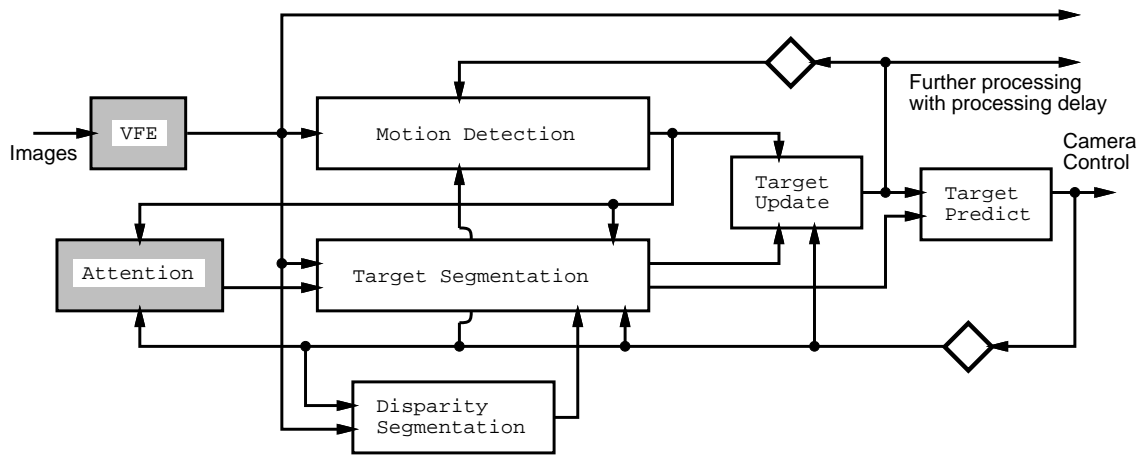 Further processing
with processing delay
VFE
Motion Detection
Images
Camera
Control
Target
Update
Target
Predict
Attention
Target Segmentation
Disparity
Segmentation